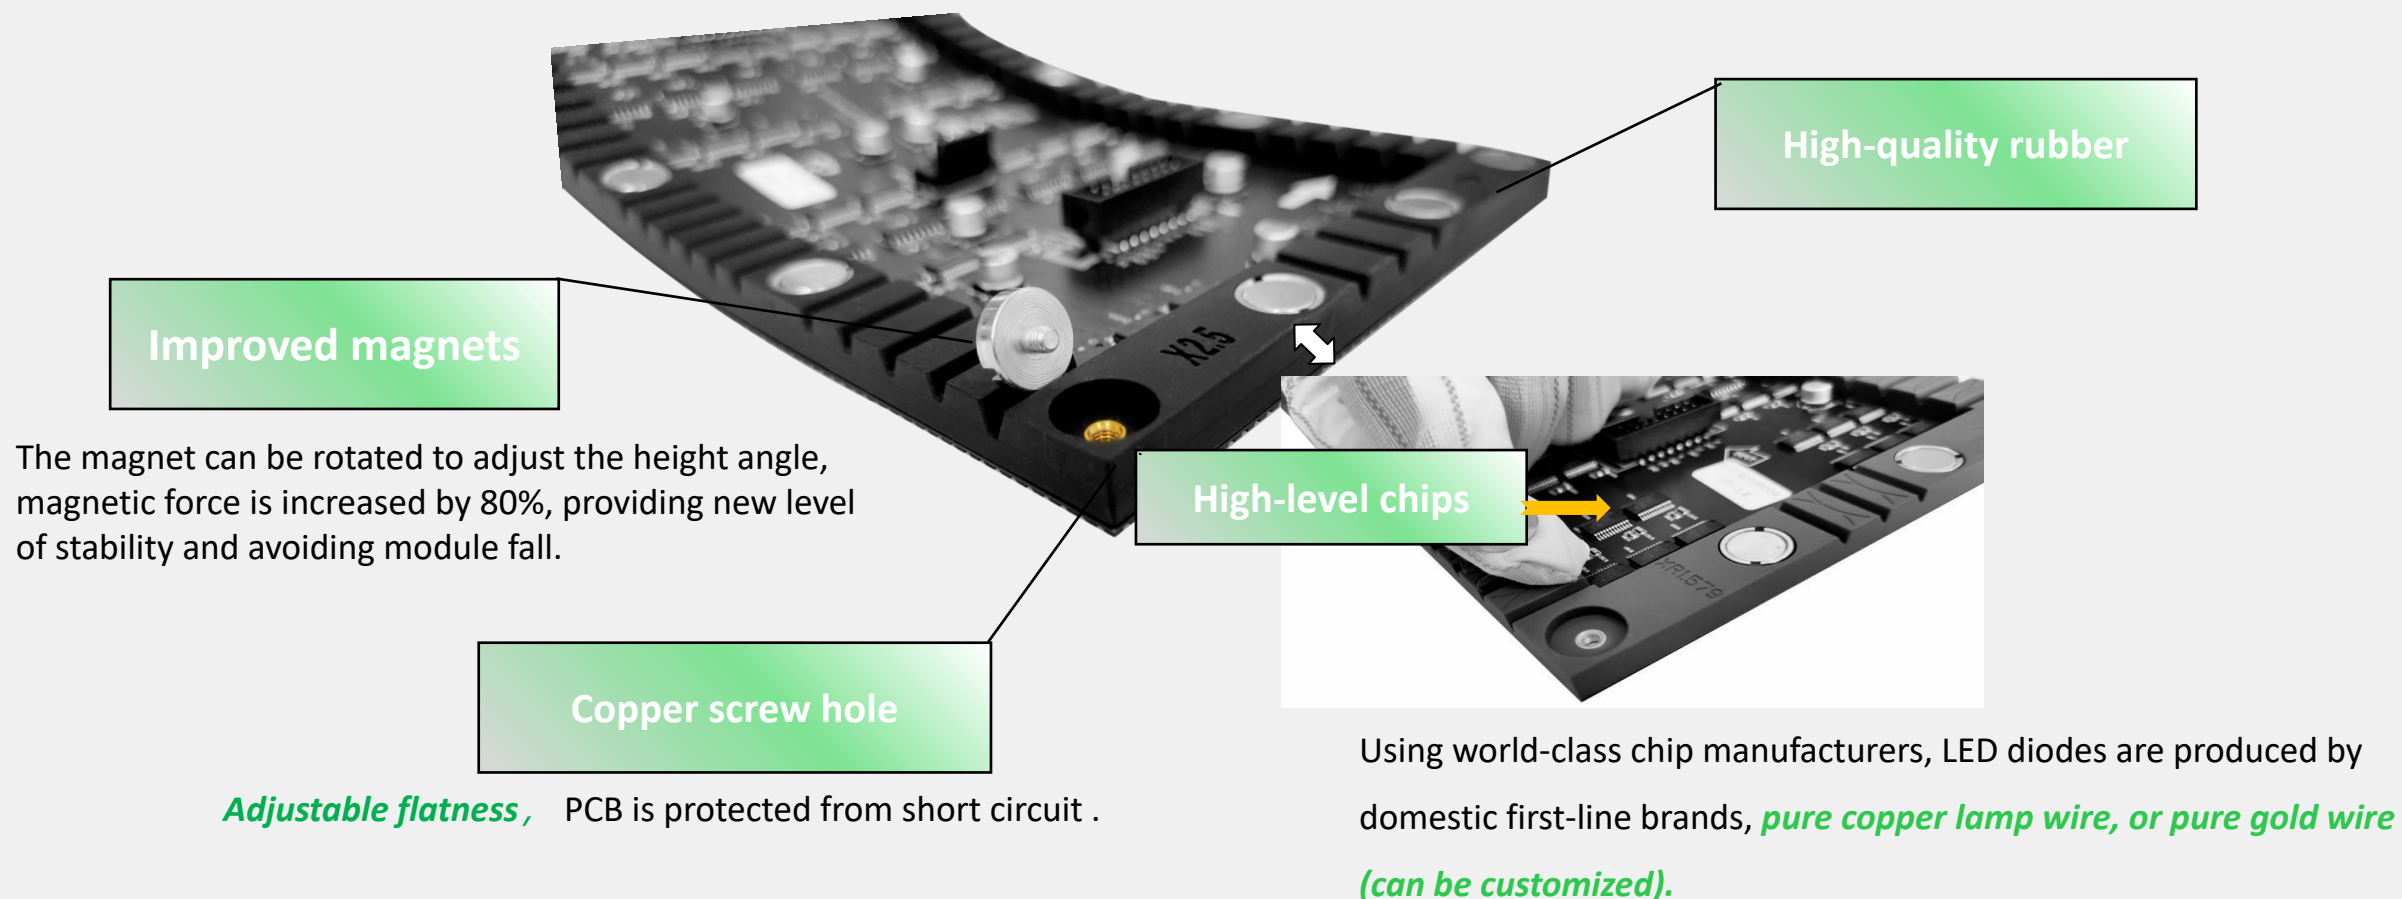 High-quality rubber
Improved magnets
X2.5
The magnet can be rotated to adjust the height angle,
magnetic force is increased by 80%, providing new level
of stability and avoiding module fall.
High-level chips
XR1.579
Copper screw hole
Adjustable flatness, PCB is protected from short circuit .
Using world-class chip manufacturers, LED diodes are produced by
domestic first-line brands, pure copper lamp wire, or pure gold wire
(can be customized).